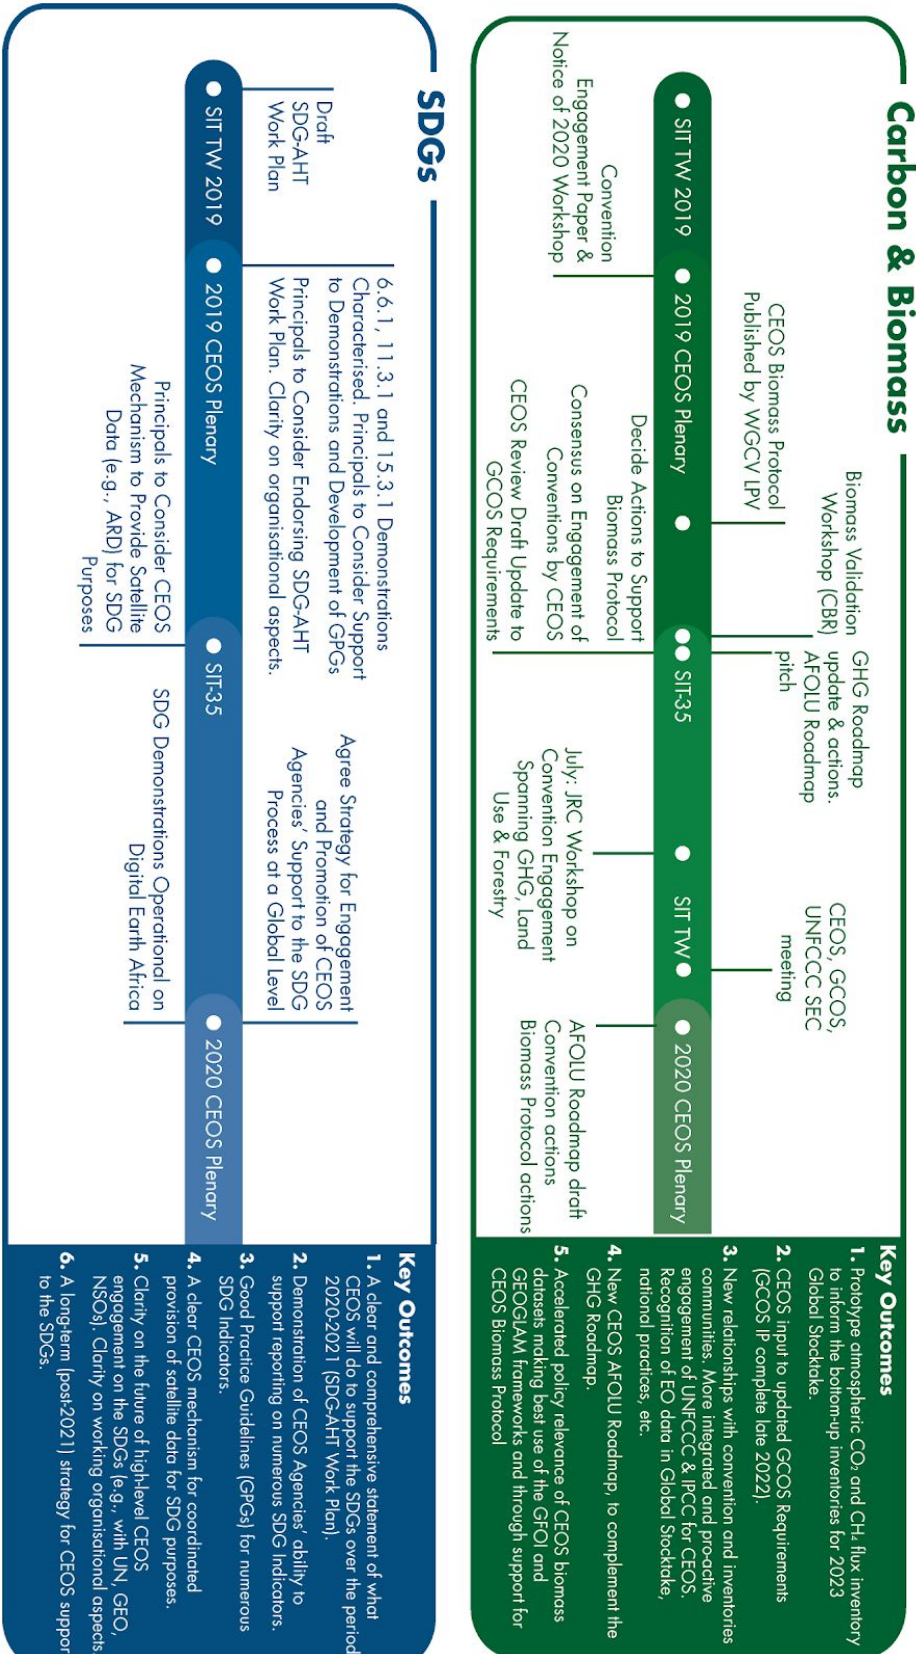 Carbon & Biomass
CEOS Biomass Protocol
Published by WGCV LPV
Biomass Validation
Workshop (CBR)
GHG Roadmap
update & actions.
AFOLU Roadmap
pitch
CEOS, GCOS,
UNFCCC SEC
meeting
SIT TW 2019
2019 CEOS Plenary
SIT-35
SIT TW
2020 CEOS Plenary
Convention
Engagement Paper &
Notice of 2020 Workshop
Decide Actions to Support
Biomass Protocol
Consensus on Engagement of
Conventions by CEOS
CEOS Review Draft Update to
GCOS Requirements
July: JRC Workshop on
Convention Engagement
Spanning GHG, Land
Use & Forestry
AFOLU Roadmap draft
Convention actions
Biomass Protocol actions
Key Outcomes
1. Prototype atmospheric CO₂ and CH₄ flux inventory
to inform the bottom-up inventories for 2023
Global Stocktake.
2. CEOS input to updated GCOS Requirements
(GCOS IP complete late 2022).
3. New relationships with convention and inventories
communities. More integrated and pro-active
engagement of UNFCCC & IPCC for CEOS.
Recognition of EO data in Global Stocktake,
national practices, etc.
4. New CEOS AFOLU Roadmap, to complement the
GHG Roadmap.
5. Accelerated policy relevance of CEOS biomass
datasets making best use of the GFOI and
GEOGLAM frameworks and through support for
CEOS Biomass Protocol
SDGs
Draft
SDG-AHT
Work Plan
6.6.1, 11.3.1 and 15.3.1 Demonstrations
Characterised. Principals to Consider Support
to Demonstrations and Development of GPGs
Principals to Consider Endorsing SDG-AHT
Work Plan. Clarity on organisational aspects.
Agree Strategy for Engagement
and Promotion of CEOS
Agencies' Support to the SDG
Process at a Global Level
SIT TW 2019
2019 CEOS Plenary
SIT-35
2020 CEOS Plenary
Principals to Consider CEOS
Mechanism to Provide Satellite
Data (e.g., ARD) for SDG
Purposes
SDG Demonstrations Operational on
Digital Earth Africa
Key Outcomes
1. A clear and comprehensive statement of what
CEOS will do to support the SDGs over the period
2020-2021 (SDG-AHT Work Plan).
2. Demonstration of CEOS Agencies' ability to
support reporting on numerous SDG Indicators.
3. Good Practice Guidelines (GPGs) for numerous
SDG Indicators.
4. A clear CEOS mechanism for coordinated
provision of satellite data for SDG purposes.
5. Clarity on the future of high-level CEOS
engagement on the SDGs (e.g., with UN, GEO,
NSOs). Clarity on working organisational aspects.
6. A long-term (post-2021) strategy for CEOS suppor
to the SDGs.